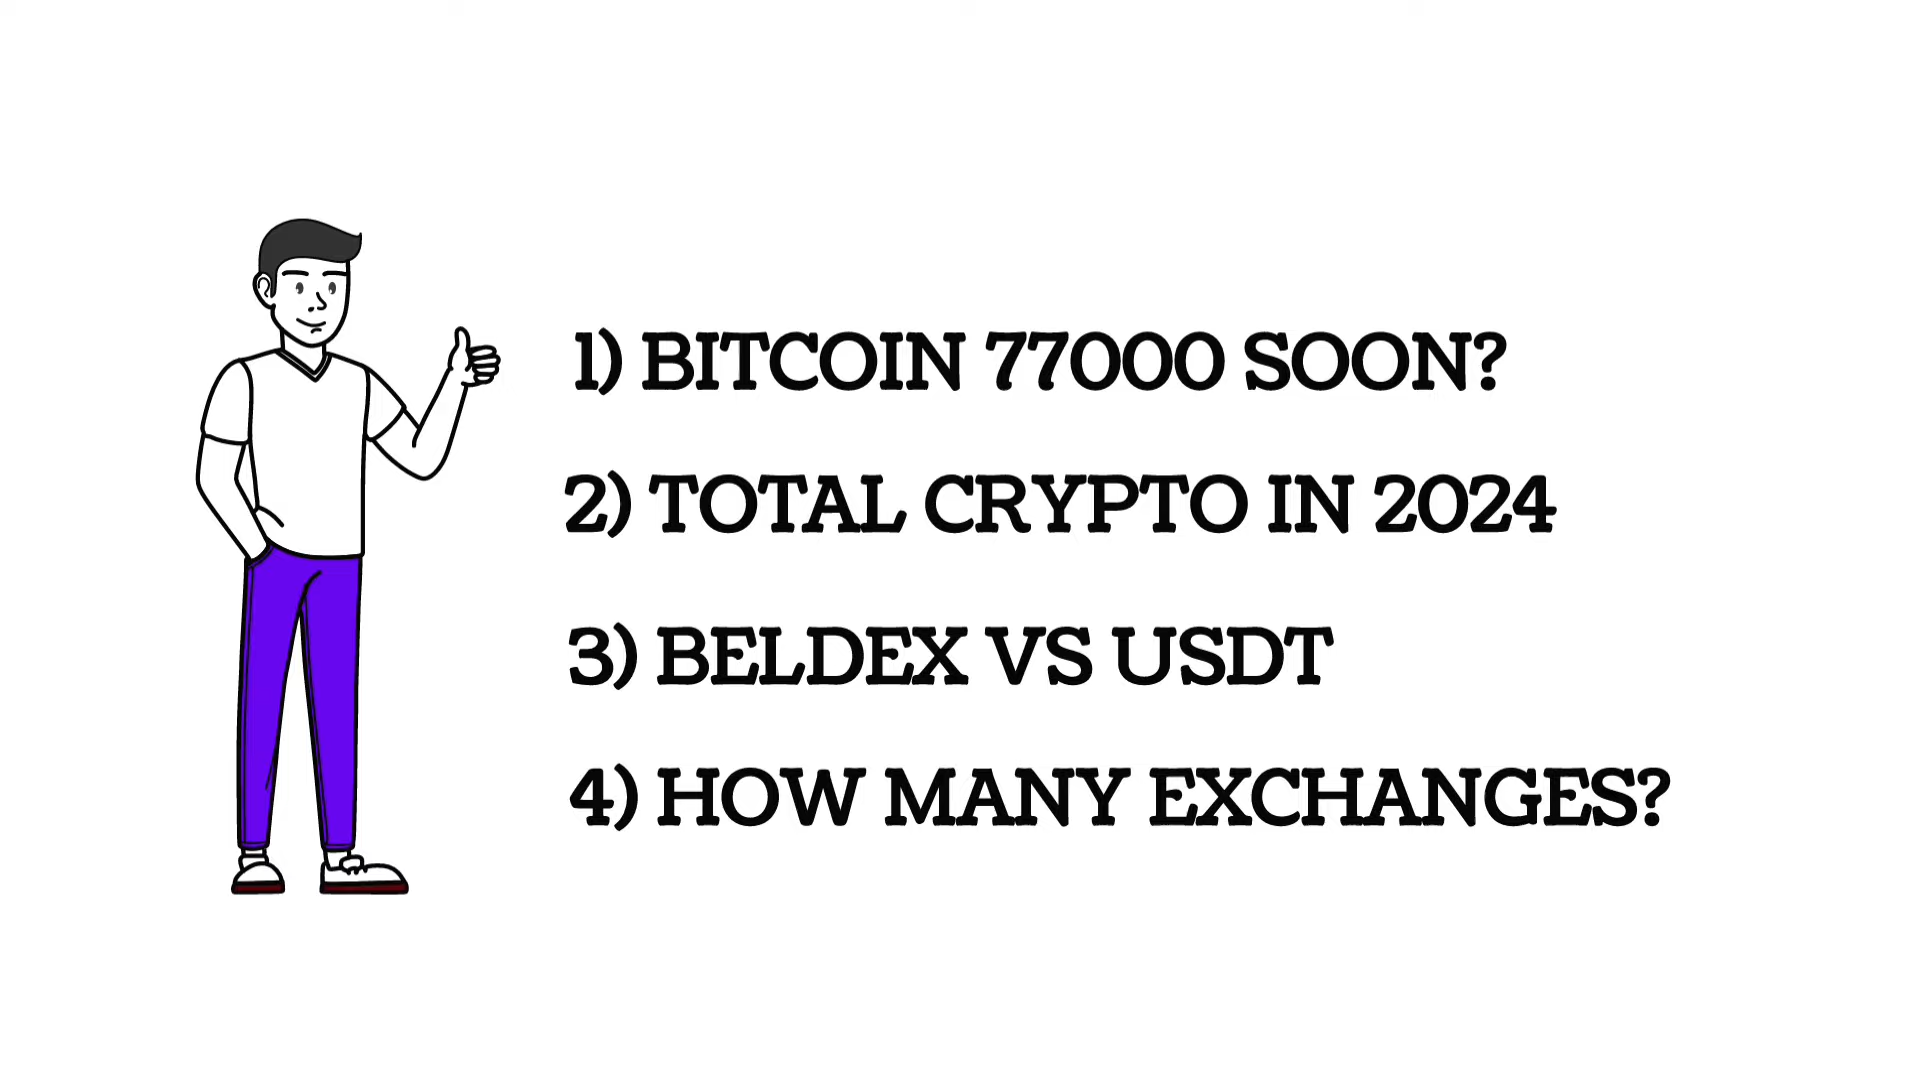 1) BITCOIN 77000 SOON?
2) TOTAL CRYPTO IN 2024
3) BELDEX VS USDT
4) HOW MANY EXCHANGES?